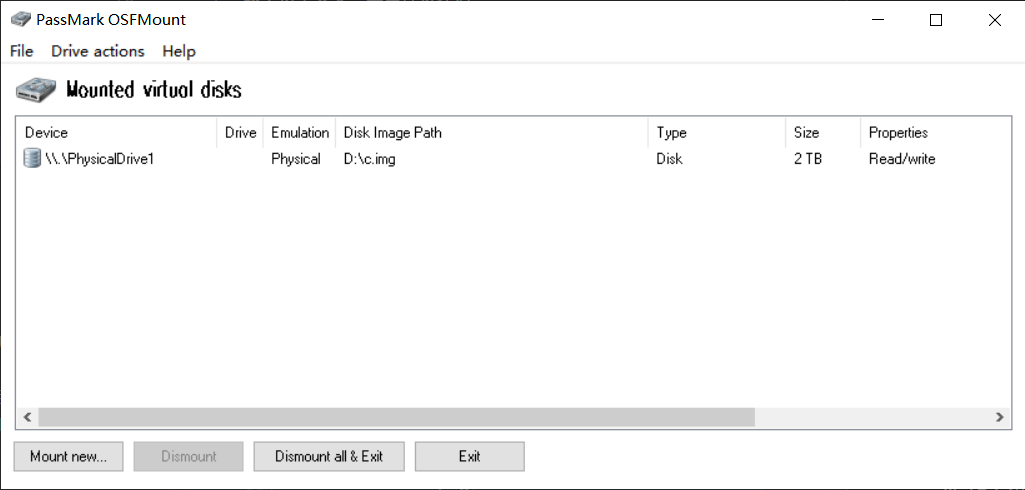 PassMark OSFMount
File Drive actions Help
Mounted virtual disks
Device Drive Emulation Disk Image Path Type Size Properties
\\.\PhysicalDrive1 Physical D:\c.img Disk 2 TB Read/write
Mount new... Dismount Dismount all & Exit Exit